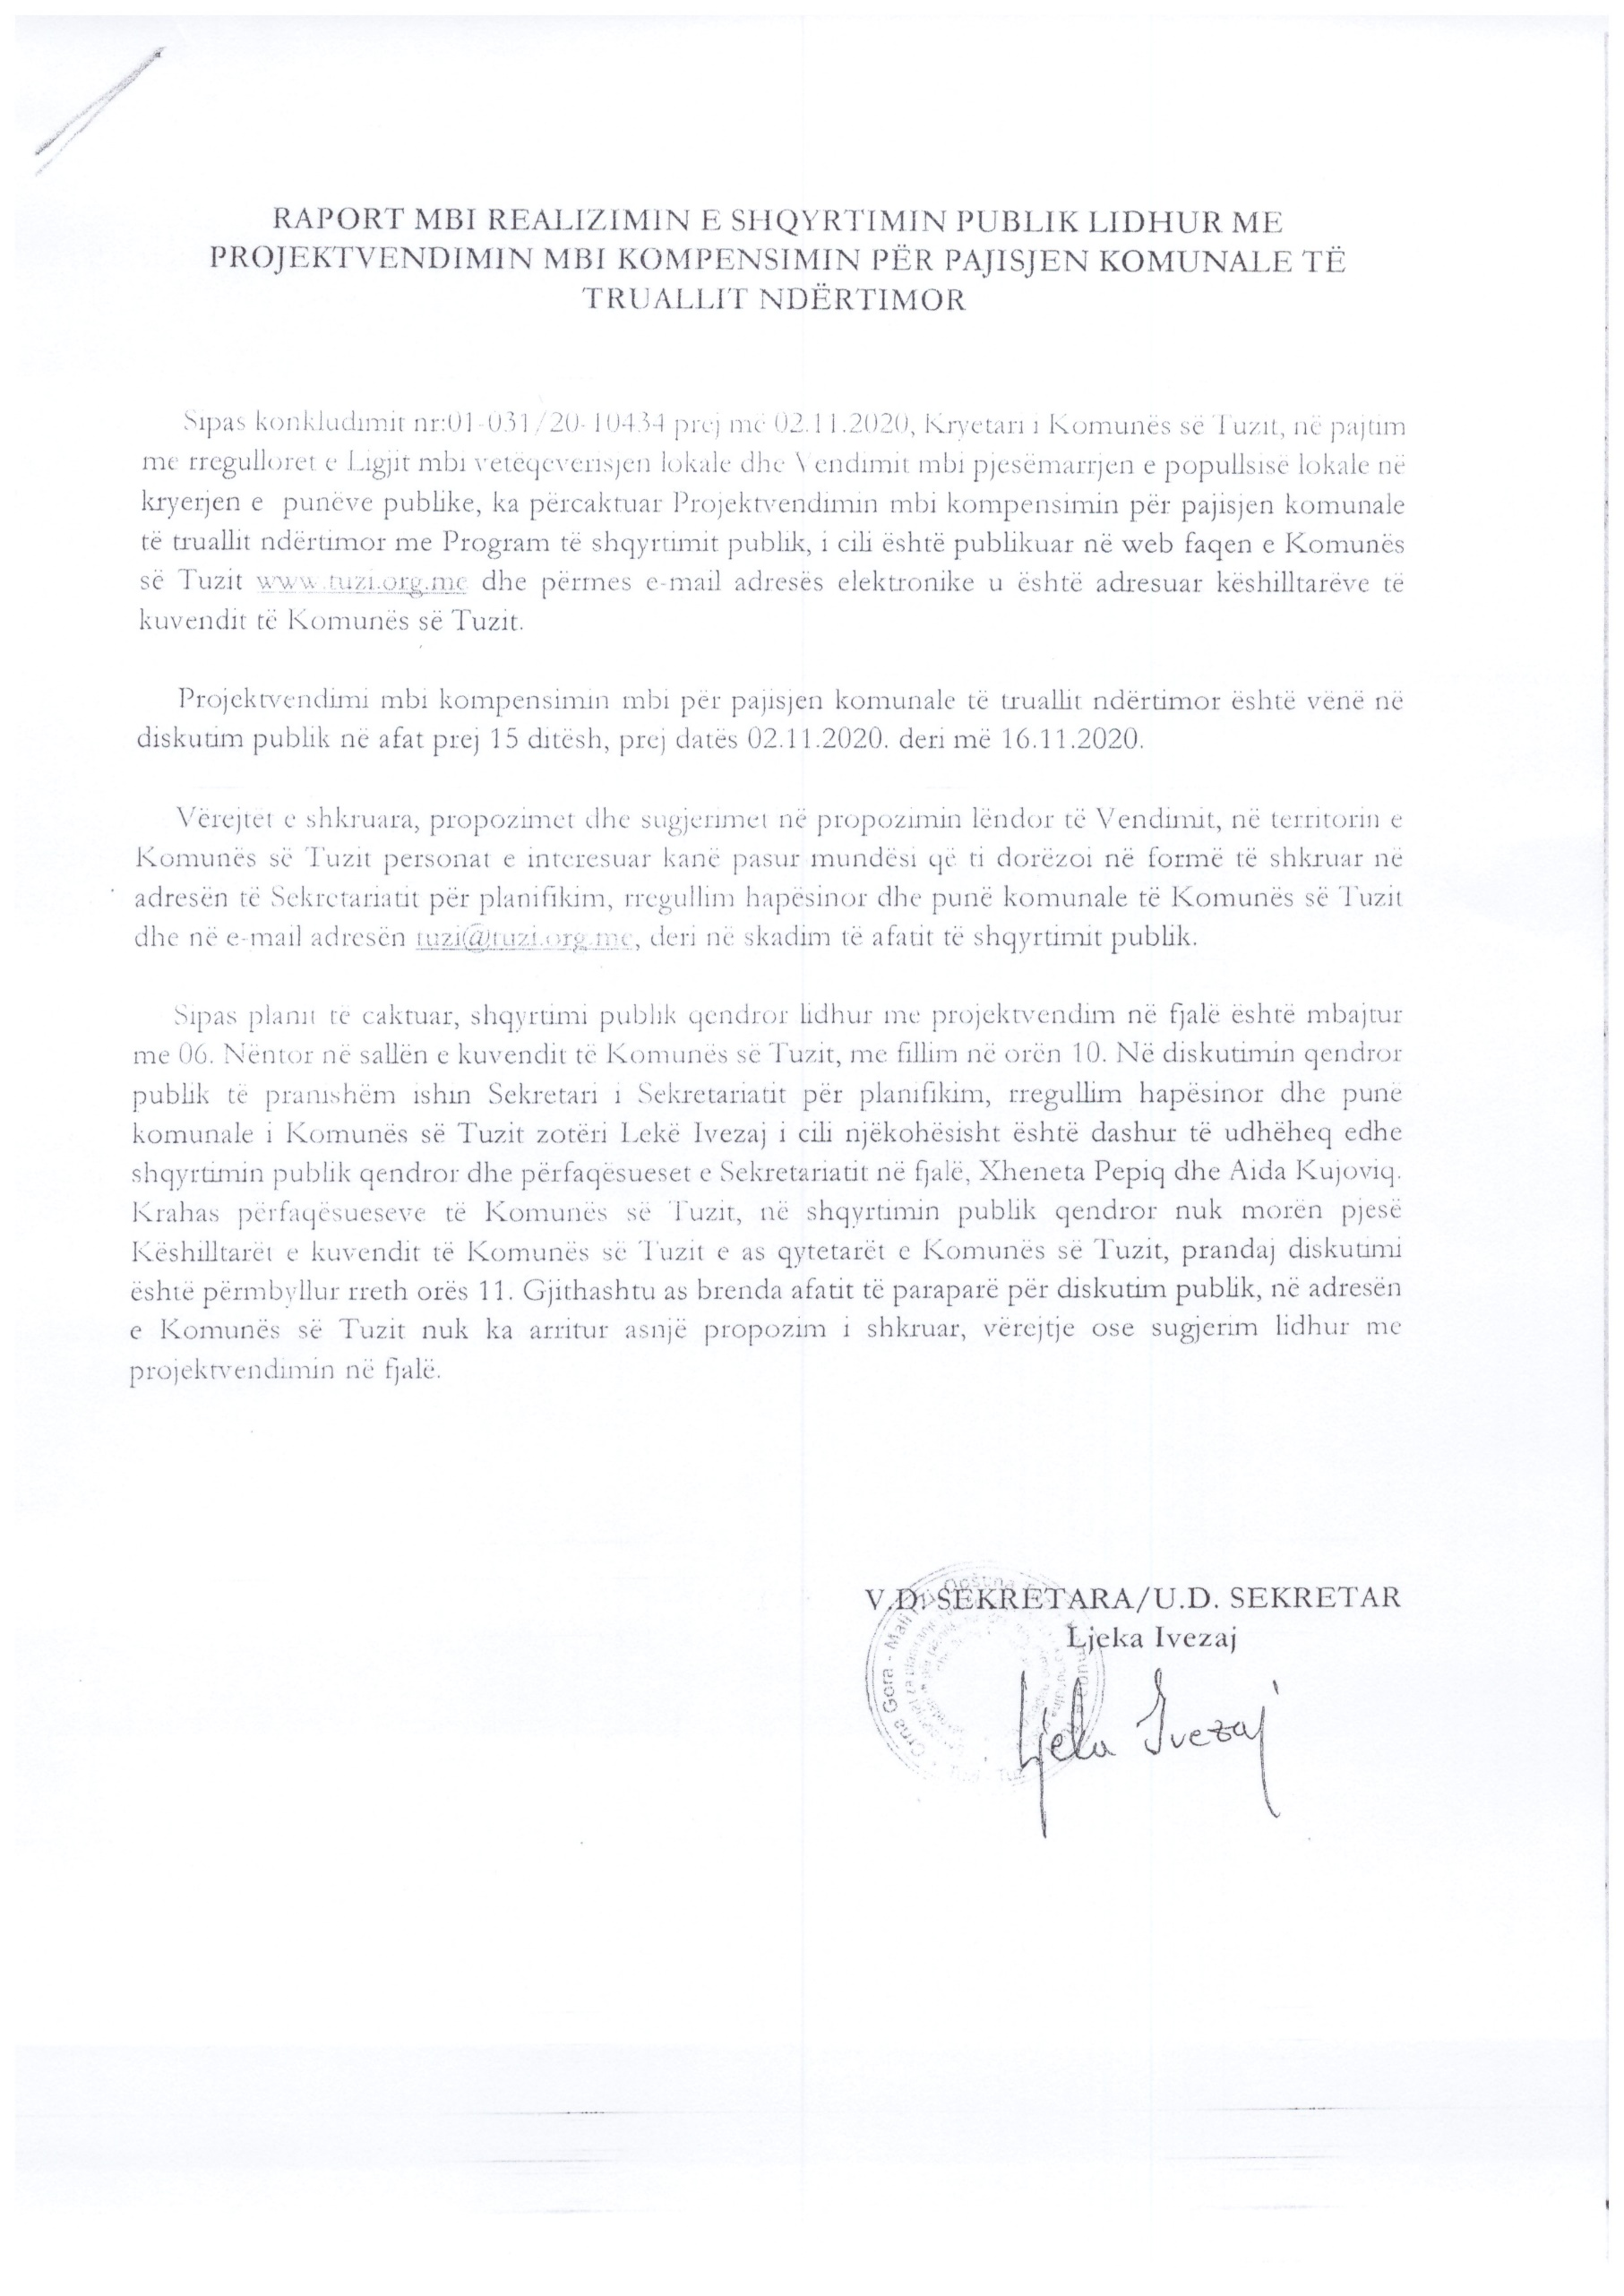 RAPORT MBI REALIZIMIN E SHQYRTIMIN PUBLIK LIDHUR ME
PROJEKTVENDIMIN MBI KOMPENSIMIN PËR PAJISJEN KOMUNALE TË
TRUALLIT NDËRTIMOR
Sipas konkludimit nr:01-031/20-10434 prej më 02.11.2020, Kryetari i Komunës së Tuzit, në pajtim
me rregulloret e Ligjit mbi vetëqeverisjen lokale dhe Vendimit mbi pjesëmarrjen e popullsisë lokale në
kryerjen e punëve publike, ka përcaktuar Projektvendimin mbi kompensimin për pajisjen komunale
të truallit ndërtimor me Program të shqyrtimit publik, i cili është publikuar në web faqen e Komunës
së Tuzit www.tuzi.org.me dhe përmes e-mail adresës elektronike u është adresuar këshilltarëve të
kuvendit të Komunës së Tuzit.
Projektvendimi mbi kompensimin mbi për pajisjen komunale të truallit ndërtimor është vënë në
diskutim publik në afat prej 15 ditësh, prej datës 02.11.2020. deri më 16.11.2020.
Vërejtet e shkruara, propozimet dhe sugjerimet në propozimin lëndor të Vendimit, në territorin e
Komunës së Tuzit personat e interesuar kanë pasur mundësi që ti dorëzoi në formë të shkruar në
adresën të Sekretariatit për planifikim, rregullim hapësinor dhe punë komunale të Komunës së Tuzit
dhe në e-mail adresën tuzi@tuzi.org.me, deri në skadim të afatit të shqyrtimit publik.
Sipas planit të caktuar, shqyrtimi publik qendror lidhur me projektvendim në fjalë është mbajtur
me 06. Nëntor në sallën e kuvendit të Komunës së Tuzit, me fillim në orën 10. Në diskutimin qendror
publik të pranishëm ishin Sekretari i Sekretariatit për planifikim, rregullim hapësinor dhe punë
komunale i Komunës së Tuzit zotëri Lekë Ivezaj i cili njëkohësisht është dashur të udhëheq edhe
shqyrtimin publik qendror dhe përfaqësueset e Sekretariatit në fjalë, Xheneta Pepiq dhe Aida Kujoviq.
Krahas përfaqësueseve të Komunës së Tuzit, në shqyrtimin publik qendror nuk morën pjesë
Këshilltarët e kuvendit të Komunës së Tuzit e as qytetarët e Komunës së Tuzit, prandaj diskutimi
është përmbyllur rreth orës 11. Gjithashtu as brenda afatit të paraparë për diskutim publik, në adresën
e Komunës së Tuzit nuk ka arritur asnjë propozim i shkruar, vërejtje ose sugjerim lidhur me
projektvendimin në fjalë.
V.D. SEKRETARA/U.D. SEKRETAR
Ljeka Ivezaj
Crna Gora - Mali
Ljeka Ivezaj